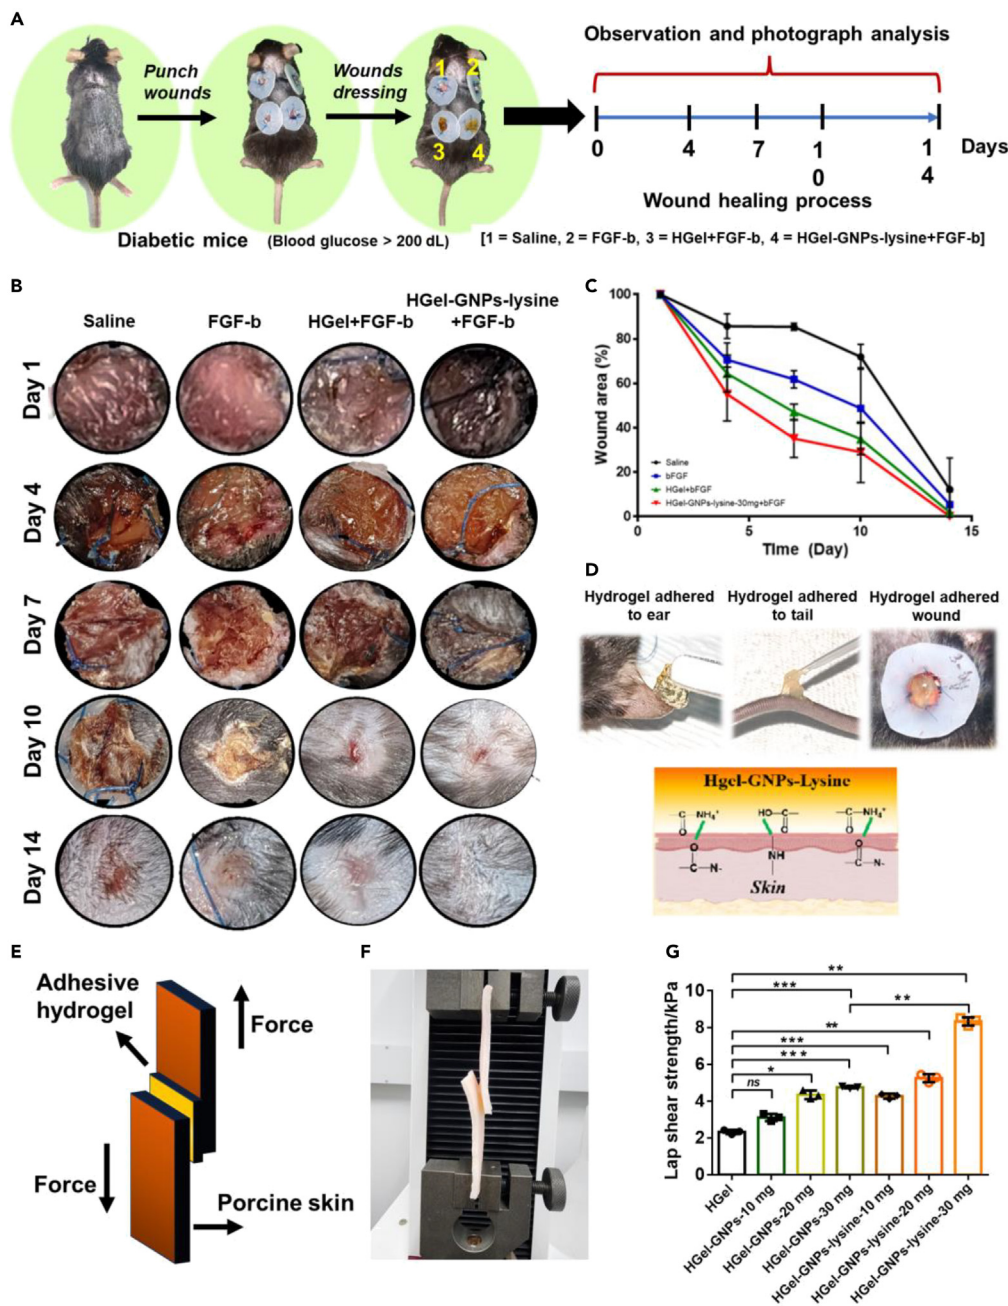 A
Punch
wounds
Wounds
dressing
1
2
3
4
Observation and photograph analysis
0
4
7
1
0
1
4
Days
Wound healing process
Diabetic mice (Blood glucose > 200 dL)
[1 = Saline, 2 = FGF-b, 3 = HGel+FGF-b, 4 = HGel-GNPs-lysine+FGF-b]
B
Saline
FGF-b
HGel+FGF-b
HGel-GNPs-lysine
+FGF-b
Day 1
Day 4
Day 7
Day 10
Day 14
C
Wound area (%)
100
80
60
40
20
0
Saline
bFGF
HGel+bFGF
HGel-GNPs-lysine-30mg+bFGF
0
5
10
15
TIme (Day)
D
Hydrogel adhered
to ear
Hydrogel adhered
to tail
Hydrogel adhered
wound
Hgel-GNPs-Lysine
HO
NH
O
C
N-
O
C
N-
Skin
E
Adhesive
hydrogel
Force
Force
Porcine skin
F
G
Lap shear strength/kPa
10
8
6
4
2
0
**
***
**
**
***
***
*
ns
HGel
HGel-GNPs-10 mg
HGel-GNPs-20 mg
HGel-GNPs-30 mg
HGel-GNPs-lysine-10 mg
HGel-GNPs-lysine-20 mg
HGel-GNPs-lysine-30 mg